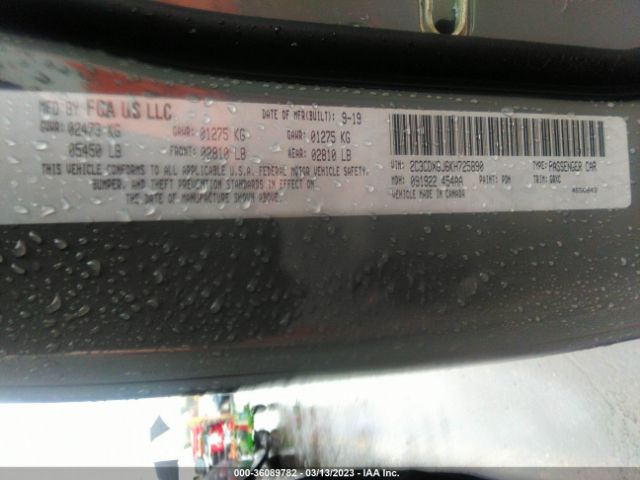 MFD BY FCA US LLC
DATE OF MFR(BUILT): 9-19
GVWR: 02473 KG GAWR: 01275 KG GAWR: 01275 KG
05450 LB FRONT: 02810 LB REAR: 02810 LB
THIS VEHICLE CONFORMS TO ALL APPLICABLE U.S.A. FEDERAL MOTOR VEHICLE SAFETY,
BUMPER, AND THEFT PREVENTION STANDARDS IN EFFECT ON
THE DATE OF MANUFACTURE SHOWN ABOVE.
VIN: 2C3CDXGJ6KH725890 TYPE: PASSENGER CAR
MDH: 091922 454AA PAINT: PDN TRIM:
VEHICLE MADE IN CANADA
000-36089782 - 03/13/2023 - IAA Inc.